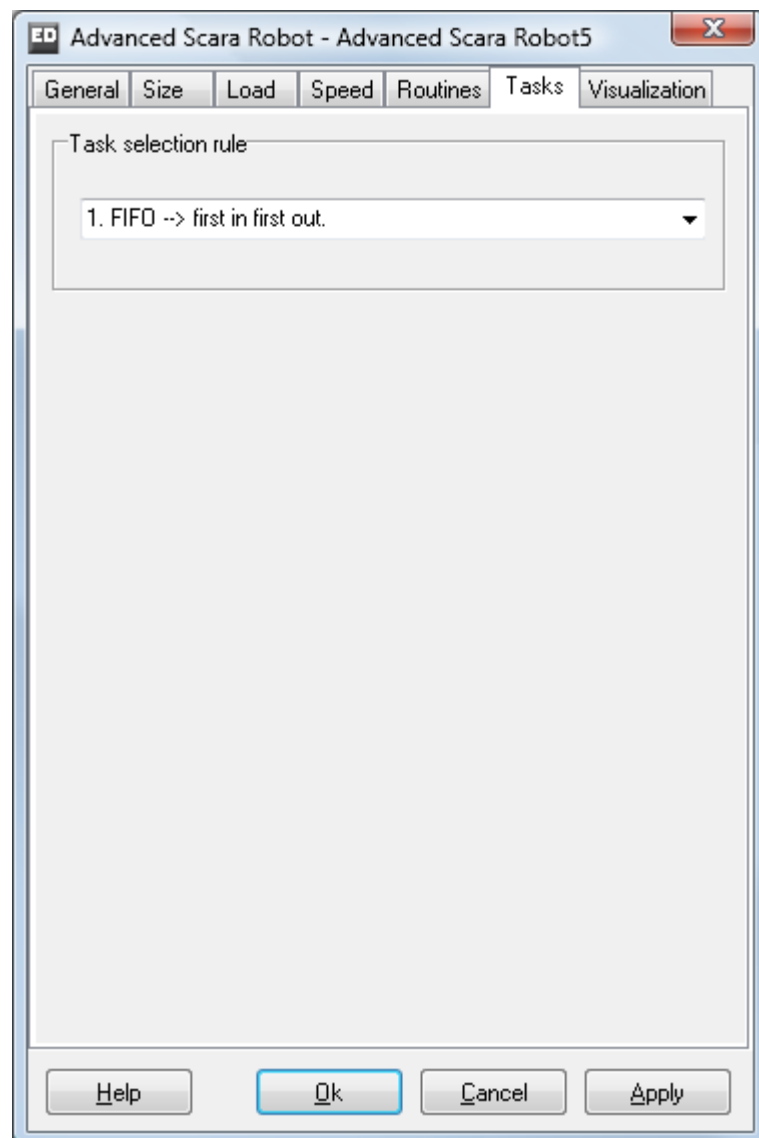 ED Advanced Scara Robot - Advanced Scara Robot5
General Size Load Speed Routines Tasks Visualization
Task selection rule
1. FIFO --> first in first out.
Help Ok Cancel Apply